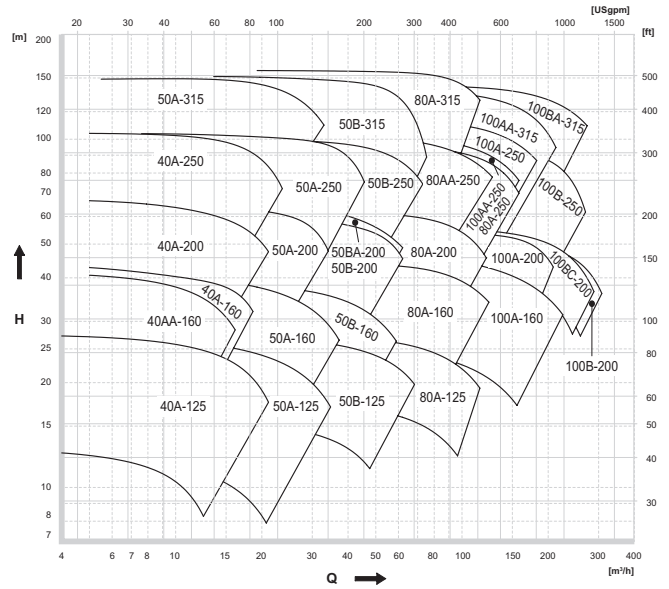 [USgpm]
20 30 40 60 80 100 200 300 400 600 1000 1500
[m] [ft]
200
150 500
120 400
100
300
80
70
60 200
50
150
40
H
30 100
25 80
20
60
15 50
40
10
30
8
7
50A-315
80A-315
100BA-315
50B-315
100AA-315
100A-250
40A-250
50A-250
50B-250
80AA-250
100AA-250
80A-250
100B-250
40A-200
50A-200
50BA-200
50B-200
80A-200
100A-200
100BC-200
40A-160
40AA-160
50A-160
50B-160
80A-160
100A-160
100B-200
40A-125
50A-125
50B-125
80A-125
4 6 7 8 10 15 20 30 40 50 60 80 100 150 200 300 400
Q
[m³/h]